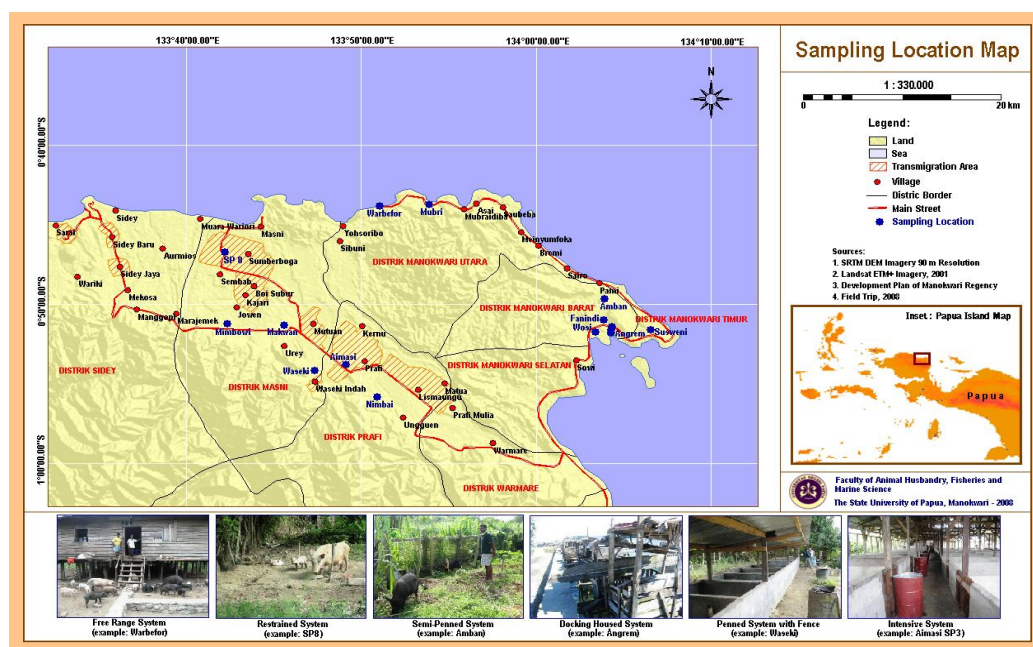 133°40'00.00"E
133°50'00.00"E
134°00'00.00"E
134°10'00.00"E
0°40'00.00"S
0°50'00.00"S
1°00'00.00"S
N
Sidey
Sami
Sidey Baru
Muara Wariori
Masni
Aurmios
SP 8
Sumberboga
Sidey Jaya
Wariki
Mekosa
Sembab
Boi Subur
Kajari
Jowen
Manggopi
Marajemek
Mimbowi
Makwan
Mutuan
Kernu
Urey
Aimasi
Prafi
Waseki
Waseki Indah
Nimbai
Lismaungu
Matua
Prafi Mulia
Ungguen
Warmare
Yohsoribo
Sibuni
Warbefor
Mubri
Mubraidiba
Asai
Saubeba
Meinyumfoka
Bremi
Sairo
Pami
Amban
Fanindi
Wosi
Angrem
Susweni
Sowi
DISTRIK MANOKWARI UTARA
DISTRIK MANOKWARI BARAT
DISTRIK MANOKWARI TIMUR
DISTRIK MANOKWARI SELATAN
DISTRIK SIDEY
DISTRIK MASNI
DISTRIK PRAFI
DISTRIK WARMARE
Sampling Location Map
1 : 330.000
0 20 km
Legend:
Land
Sea
Transmigration Area
Village
Distric Border
Main Street
Sampling Location
Sources:
1. SRTM DEM Imagery 90 m Resolution
2. Landsat ETM+ Imagery, 2001
3. Development Plan of Manokwari Regency
4. Field Trip, 2008
Inset : Papua Island Map
Papua
Faculty of Animal Husbandry, Fisheries and
Marine Science
The State University of Papua, Manokwari - 2008
Free Range System
(example: Warbefor)
Restrained System
(example: SP8)
Semi-Penned System
(example: Amban)
Docking Housed System
(example: Angrem)
Penned System with Fence
(example: Waseki)
Intensive System
(example: Aimasi SP3)